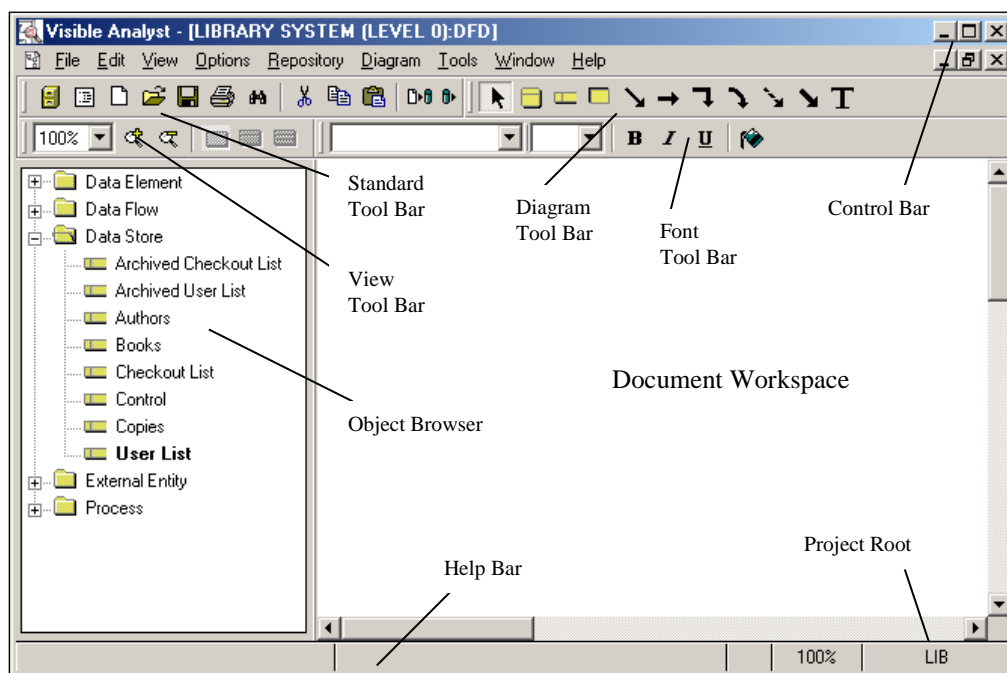 Visible Analyst - [LIBRARY SYSTEM (LEVEL 0):DFD]
File Edit View Options Repository Diagram Tools Window Help
T
100% B I U
Data Element
Data Flow
Data Store
Archived Checkout List
Archived User List
Authors
Books
Checkout List
Control
Copies
User List
External Entity
Process
Standard
Tool Bar
Diagram
Tool Bar
Font
Tool Bar
Control Bar
View
Tool Bar
Document Workspace
Object Browser
Project Root
Help Bar
100% LIB